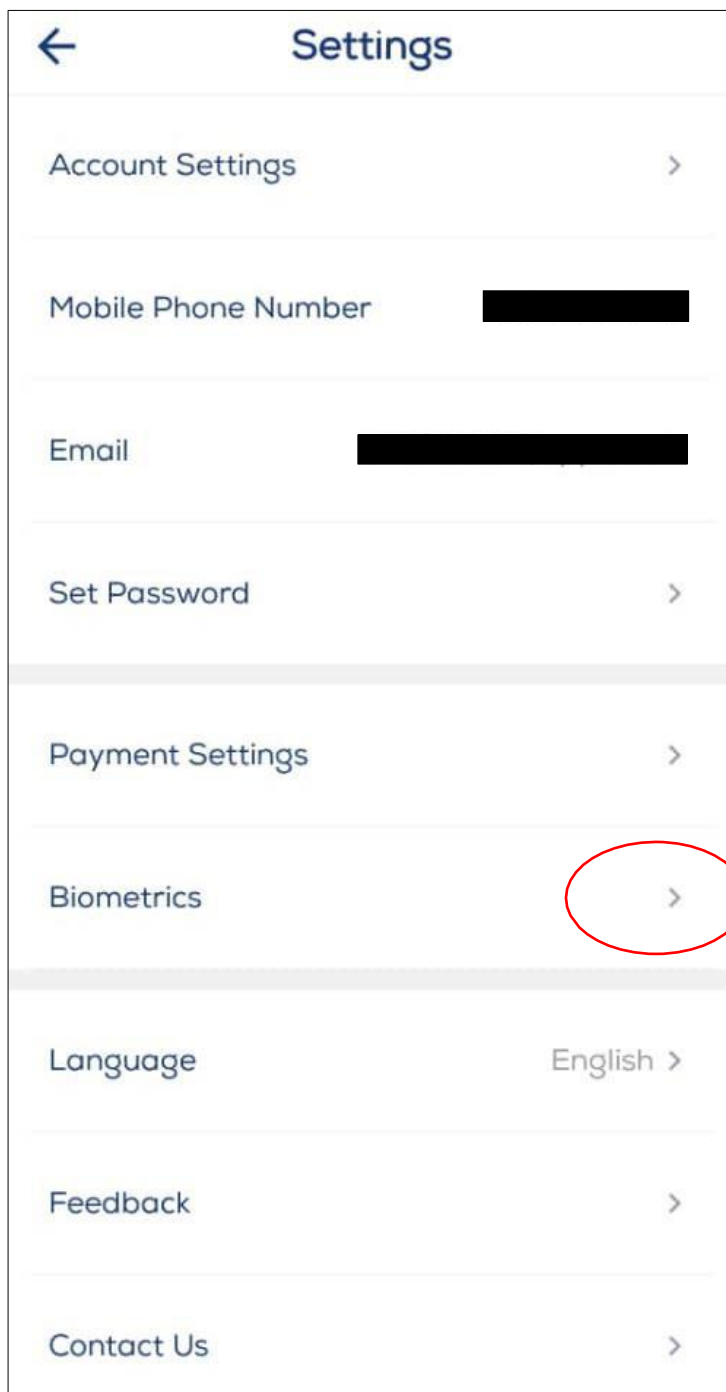 Settings
Account Settings
Mobile Phone Number
Email
Set Password
Payment Settings
Biometrics
Language English
Feedback
Contact Us